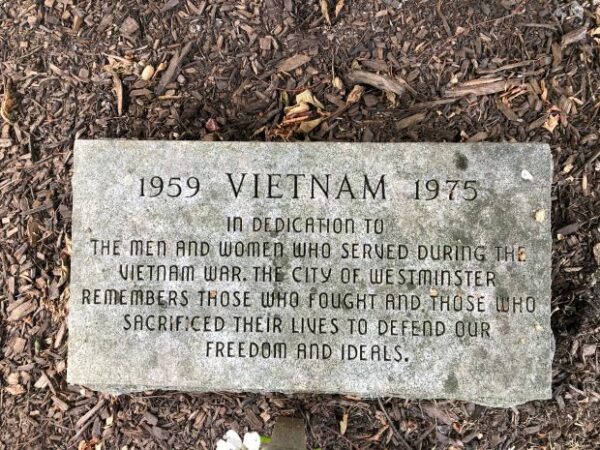 1959 VIETNAM 1975
IN DEDICATION TO
THE MEN AND WOMEN WHO SERVED DURING THE
VIETNAM WAR. THE CITY OF WESTMINSTER
REMEMBERS THOSE WHO FOUGHT AND THOSE WHO
SACRIFICED THEIR LIVES TO DEFEND OUR
FREEDOM AND IDEALS.